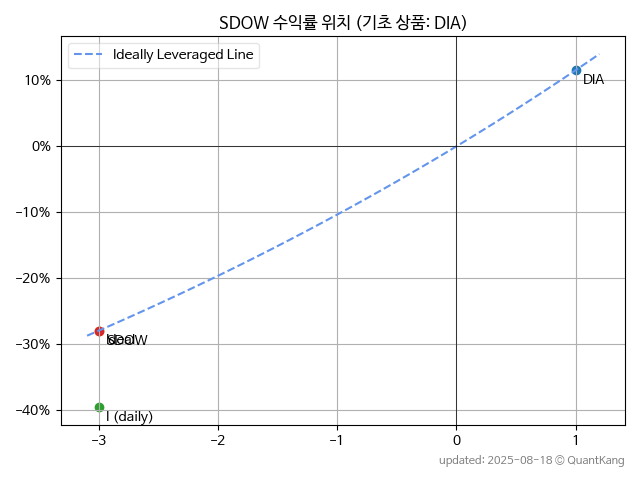 SDOW 수익률 위치 (기초 상품: DIA)
Ideally Leveraged Line
10%
0%
-10%
-20%
-30%
-40%
DIA
SDOW
I (daily)
-3
-2
-1
0
1
updated: 2025-08-18 © QuantKang